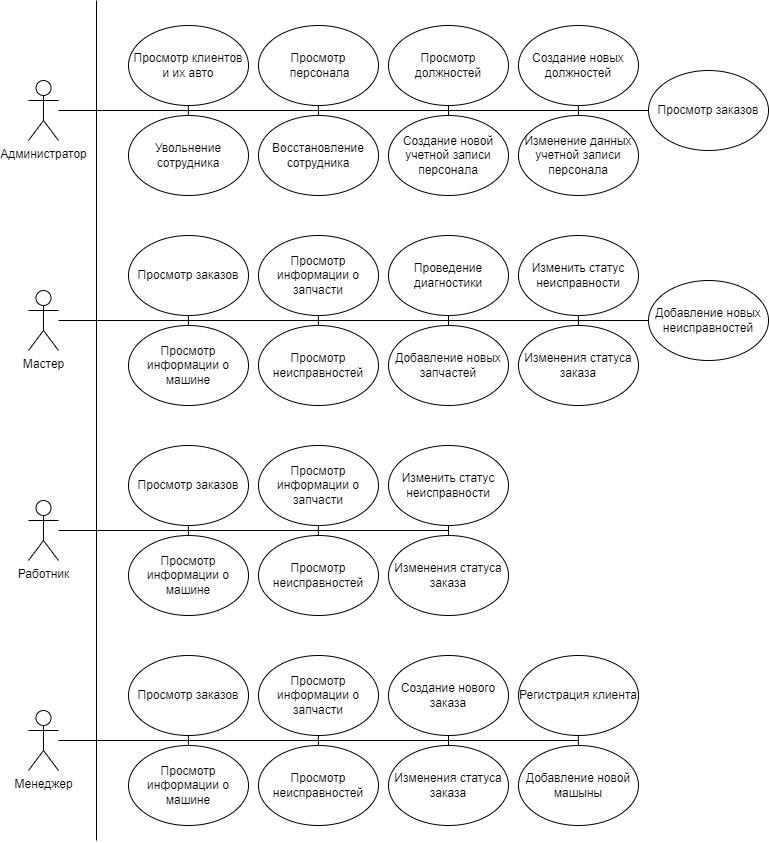 Просмотр клиентов
и их авто
Просмотр
персонала
Просмотр
должностей
Создание новых
должностей
Просмотр заказов
Администратор
Увольнение
сотрудника
Восстановление
сотрудника
Создание новой
учетной записи
персонала
Изменение данных
учетной записи
персонала
Просмотр заказов
Просмотр
информации о
запчасти
Проведение
диагностики
Изменить статус
неисправности
Добавление новых
неисправностей
Мастер
Просмотр
информации о
машине
Просмотр
неисправностей
Добавление новых
запчастей
Изменения статуса
заказа
Просмотр заказов
Просмотр
информации о
запчасти
Изменить статус
неисправности
Работник
Просмотр
информации о
машине
Просмотр
неисправностей
Изменения статуса
заказа
Просмотр заказов
Просмотр
информации о
запчасти
Создание нового
заказа
Регистрация клиента
Менеджер
Просмотр
информации о
машине
Просмотр
неисправностей
Изменения статуса
заказа
Добавление новой
машыны